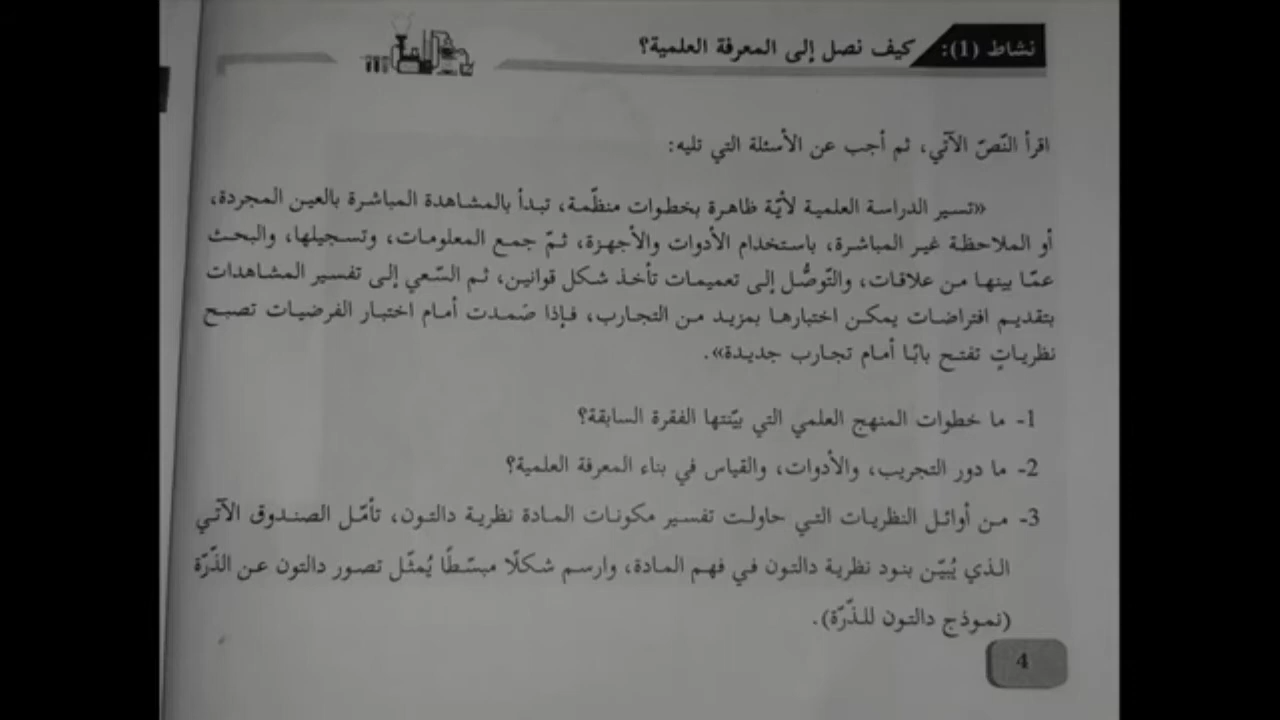 نشاط (1): كيف نصل إلى المعرفة العلمية؟
اقرأ النّصّ الآتي، ثم أجب عن الأسئلة التي تليه:
«تسير الدراسة العلمية لأيّة ظاهرة بخطوات منظّمة، تبدأ بالمشاهدة المباشرة بالعين المجردة،
أو الملاحظة غير المباشرة، باستخدام الأدوات والأجهزة، ثمّ جمع المعلومات، وتسجيلها، والبحث
عمّا بينها من علاقات، والتّوصُّل إلى تعميمات تأخذ شكل قوانين، ثم السّعي إلى تفسير المشاهدات
بتقديم افتراضات يمكن اختبارها بمزيد من التجارب، فإذا صَمدت أمام اختبار الفرضيات تصبح
نظرياتٍ تفتح بابًا أمام تجارب جديدة».
1- ما خطوات المنهج العلمي التي بيّنتها الفقرة السابقة؟
2- ما دور التجريب، والأدوات، والقياس في بناء المعرفة العلمية؟
3- من أوائل النظريات التي حاولت تفسير مكونات المادة نظرية دالتون، تأمّل الصندوق الآتي
الذي يُبيّن بنود نظرية دالتون في فهم المادة، وارسم شكلًا مبسّطًا يُمثّل تصور دالتون عن الذّرّة
(نموذج دالتون للذّرّة).
4